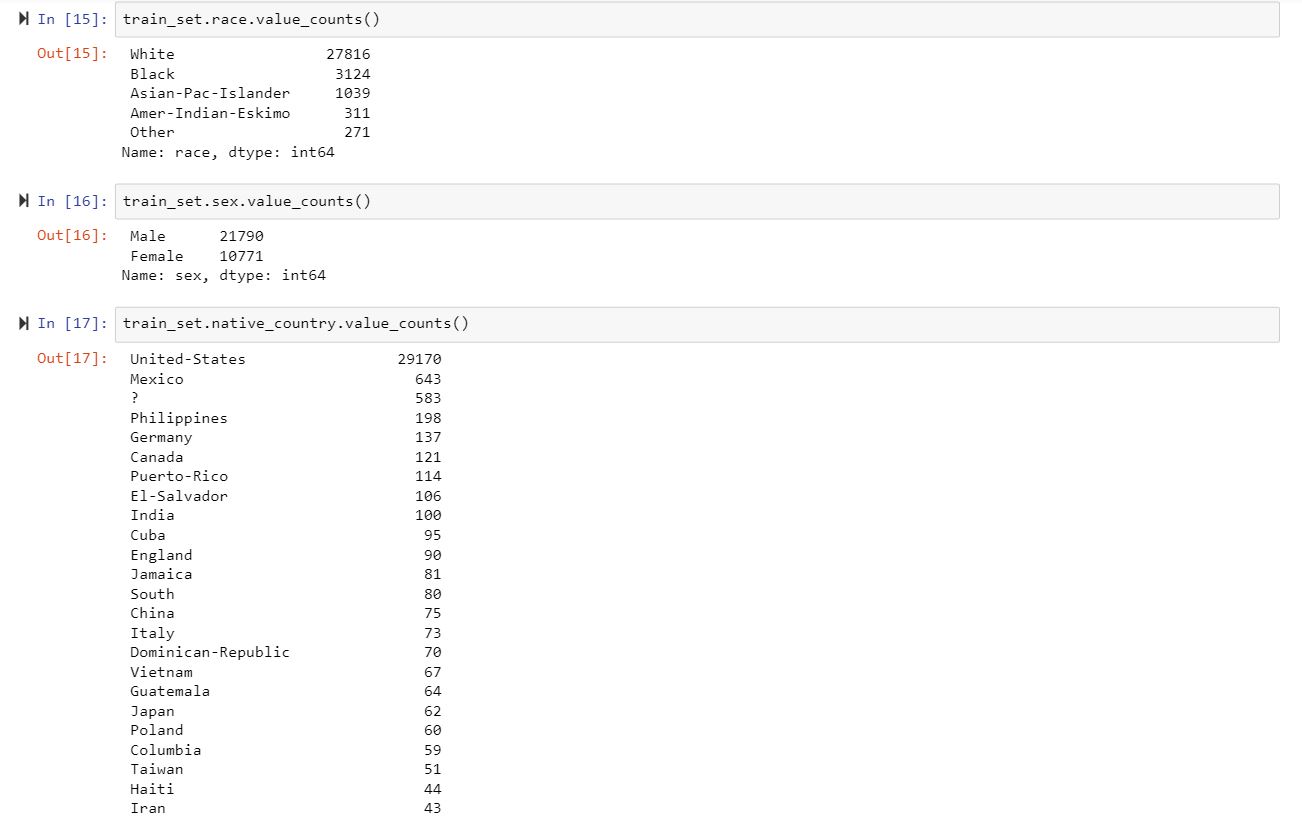 In [15]: train_set.race.value_counts()
Out[15]: White 27816
Black 3124
Asian-Pac-Islander 1039
Amer-Indian-Eskimo 311
Other 271
Name: race, dtype: int64
In [16]: train_set.sex.value_counts()
Out[16]: Male 21790
Female 10771
Name: sex, dtype: int64
In [17]: train_set.native_country.value_counts()
Out[17]: United-States 29170
Mexico 643
? 583
Philippines 198
Germany 137
Canada 121
Puerto-Rico 114
El-Salvador 106
India 100
Cuba 95
England 90
Jamaica 81
South 80
China 75
Italy 73
Dominican-Republic 70
Vietnam 67
Guatemala 64
Japan 62
Poland 60
Columbia 59
Taiwan 51
Haiti 44
Iran 43